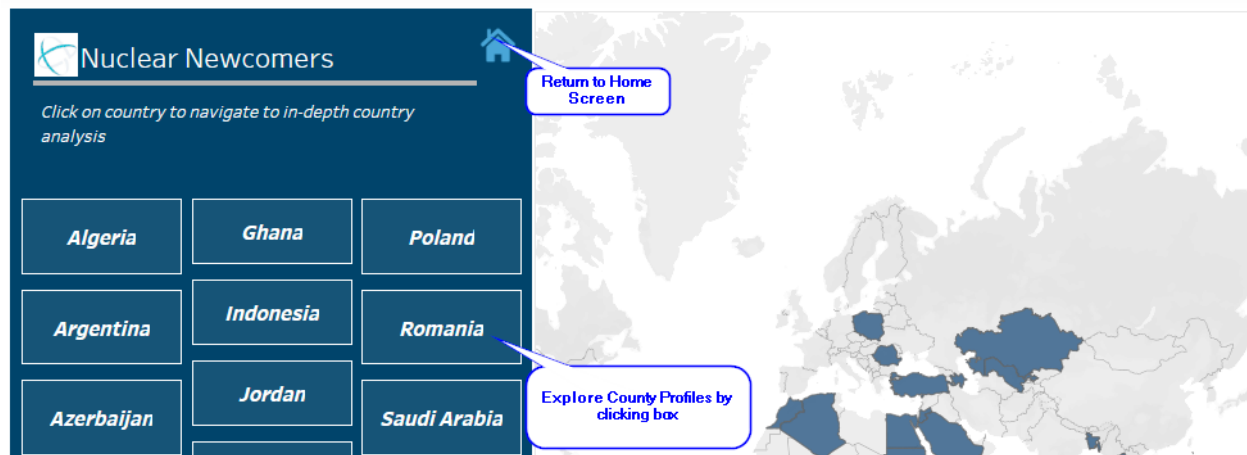 Nuclear Newcomers
Return to Home
Screen
Click on country to navigate to in-depth country
analysis
Algeria
Ghana
Poland
Argentina
Indonesia
Romania
Azerbaijan
Jordan
Saudi Arabia
Explore County Profiles by
clicking box